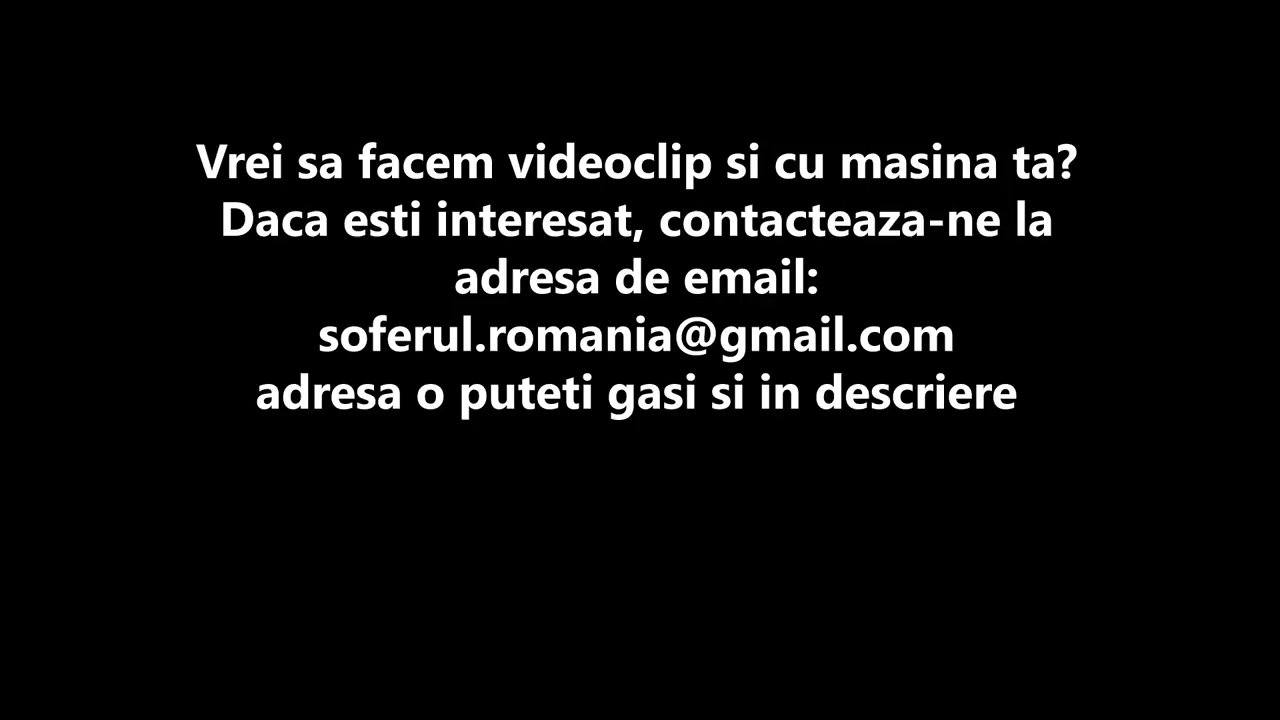 Vrei sa facem videoclip si cu masina ta?
Daca esti interesat, contacteaza-ne la
adresa de email:
soferul.romania@gmail.com
adresa o puteti gasi si in descriere